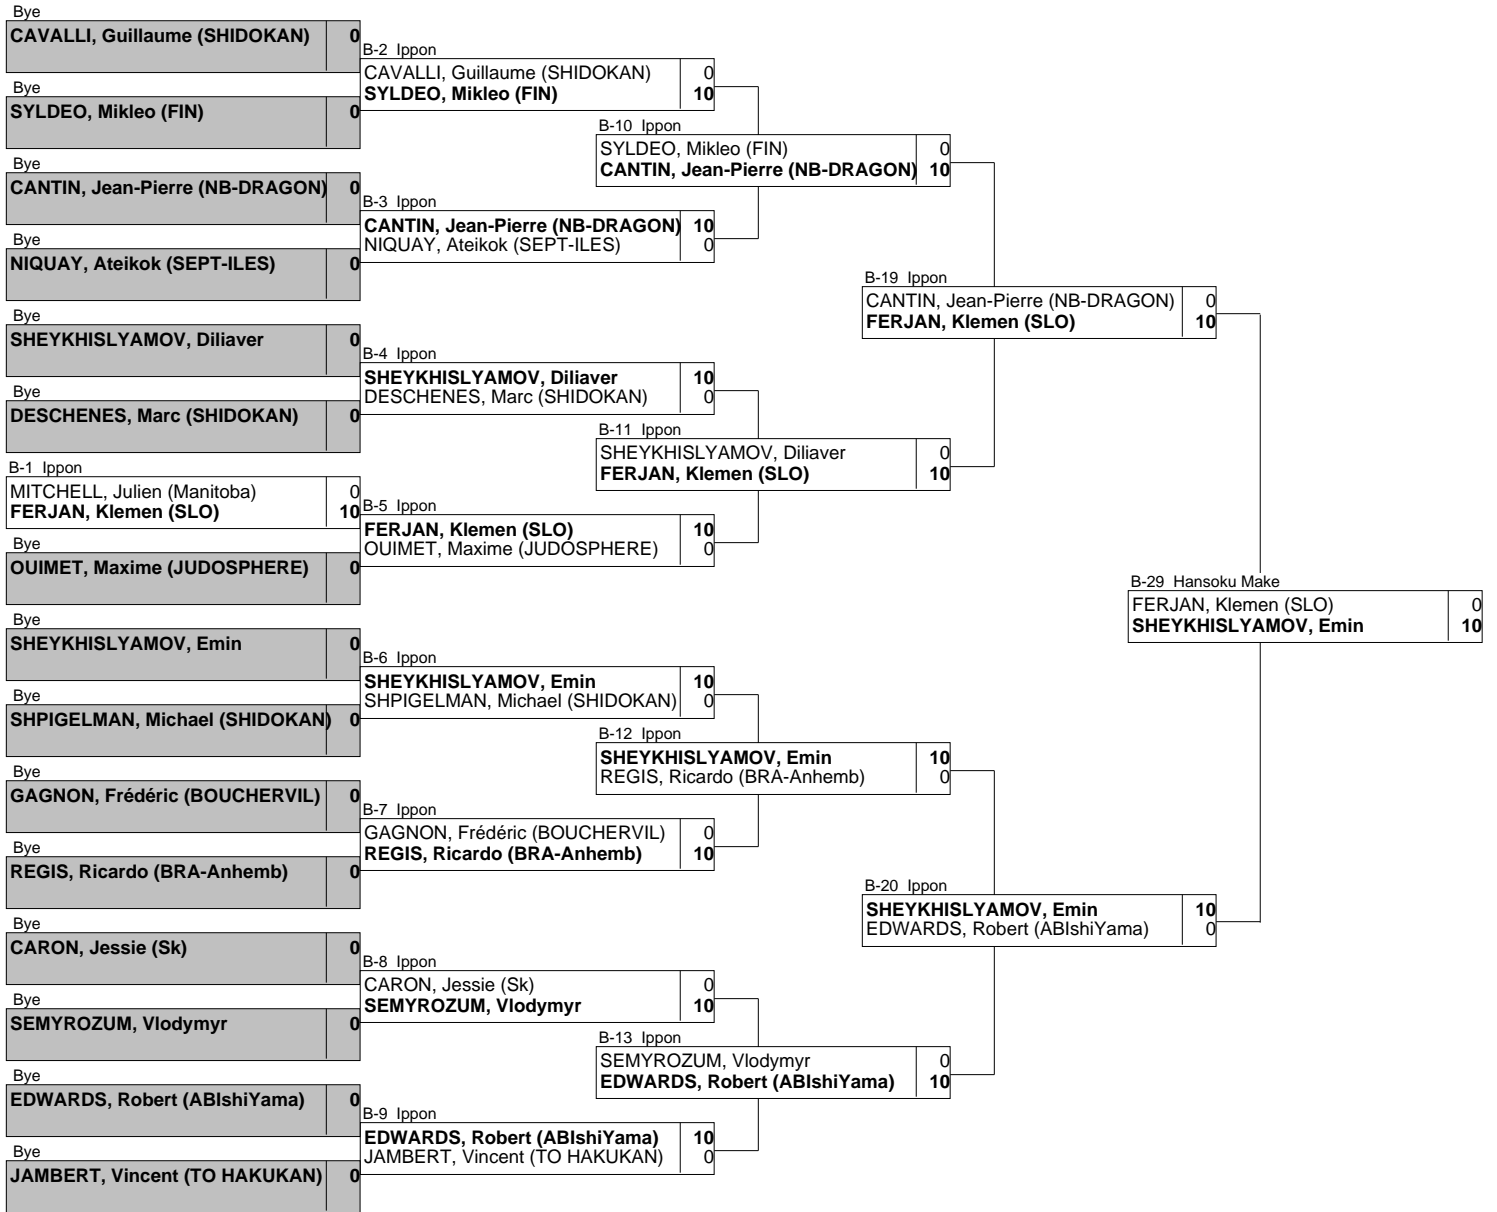 Bye
CAVALLI, Guillaume (SHIDOKAN) 0
Bye
SYLDEO, Mikleo (FIN) 0
Bye
CANTIN, Jean-Pierre (NB-DRAGON) 0
Bye
NIQUAY, Ateikok (SEPT-ILES) 0
Bye
SHEYKHISLYAMOV, Diliaver 0
Bye
DESCHENES, Marc (SHIDOKAN) 0
B-1 Ippon
MITCHELL, Julien (Manitoba) 0
FERJAN, Klemen (SLO) 10
Bye
OUIMET, Maxime (JUDOSPHERE) 0
Bye
SHEYKHISLYAMOV, Emin 0
Bye
SHPIGELMAN, Michael (SHIDOKAN) 0
Bye
GAGNON, Frédéric (BOUCHERVIL) 0
Bye
REGIS, Ricardo (BRA-Anhemb) 0
Bye
CARON, Jessie (Sk) 0
Bye
SEMYROZUM, Vlodymyr 0
Bye
EDWARDS, Robert (ABIshiYama) 0
Bye
JAMBERT, Vincent (TO HAKUKAN) 0
B-2 Ippon
CAVALLI, Guillaume (SHIDOKAN) 0
SYLDEO, Mikleo (FIN) 10
B-3 Ippon
CANTIN, Jean-Pierre (NB-DRAGON) 10
NIQUAY, Ateikok (SEPT-ILES) 0
B-4 Ippon
SHEYKHISLYAMOV, Diliaver 10
DESCHENES, Marc (SHIDOKAN) 0
B-5 Ippon
FERJAN, Klemen (SLO) 10
OUIMET, Maxime (JUDOSPHERE) 0
B-6 Ippon
SHEYKHISLYAMOV, Emin 10
SHPIGELMAN, Michael (SHIDOKAN) 0
B-7 Ippon
GAGNON, Frédéric (BOUCHERVIL) 0
REGIS, Ricardo (BRA-Anhemb) 10
B-8 Ippon
CARON, Jessie (Sk) 0
SEMYROZUM, Vlodymyr 10
B-9 Ippon
EDWARDS, Robert (ABIshiYama) 10
JAMBERT, Vincent (TO HAKUKAN) 0
B-10 Ippon
SYLDEO, Mikleo (FIN) 0
CANTIN, Jean-Pierre (NB-DRAGON) 10
B-11 Ippon
SHEYKHISLYAMOV, Diliaver 0
FERJAN, Klemen (SLO) 10
B-12 Ippon
SHEYKHISLYAMOV, Emin 10
REGIS, Ricardo (BRA-Anhemb) 0
B-13 Ippon
SEMYROZUM, Vlodymyr 0
EDWARDS, Robert (ABIshiYama) 10
B-19 Ippon
CANTIN, Jean-Pierre (NB-DRAGON) 0
FERJAN, Klemen (SLO) 10
B-20 Ippon
SHEYKHISLYAMOV, Emin 10
EDWARDS, Robert (ABIshiYama) 0
B-29 Hansoku Make
FERJAN, Klemen (SLO) 0
SHEYKHISLYAMOV, Emin 10